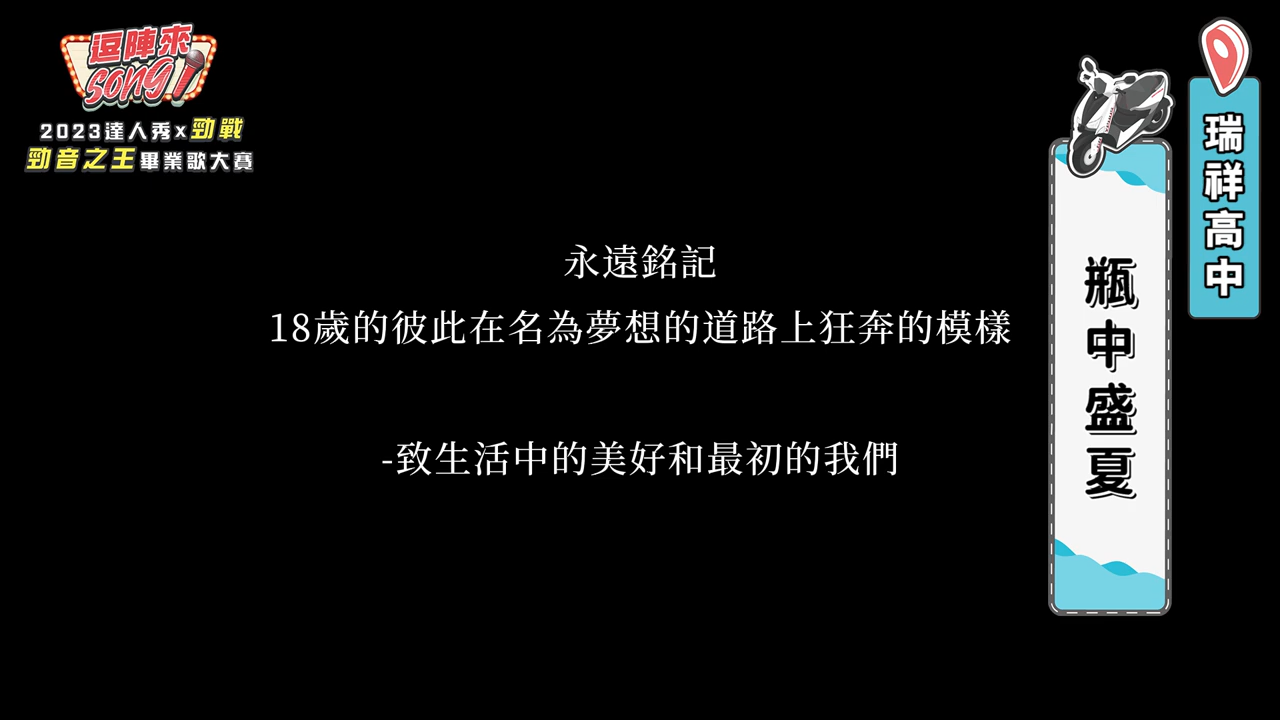 逗陣來
song
2023達人秀x勁戰
勁音之王畢業歌大賽
永遠銘記
18歲的彼此在名為夢想的道路上狂奔的模樣
-致生活中的美好和最初的我們
瓶中盛夏
瑞祥高中